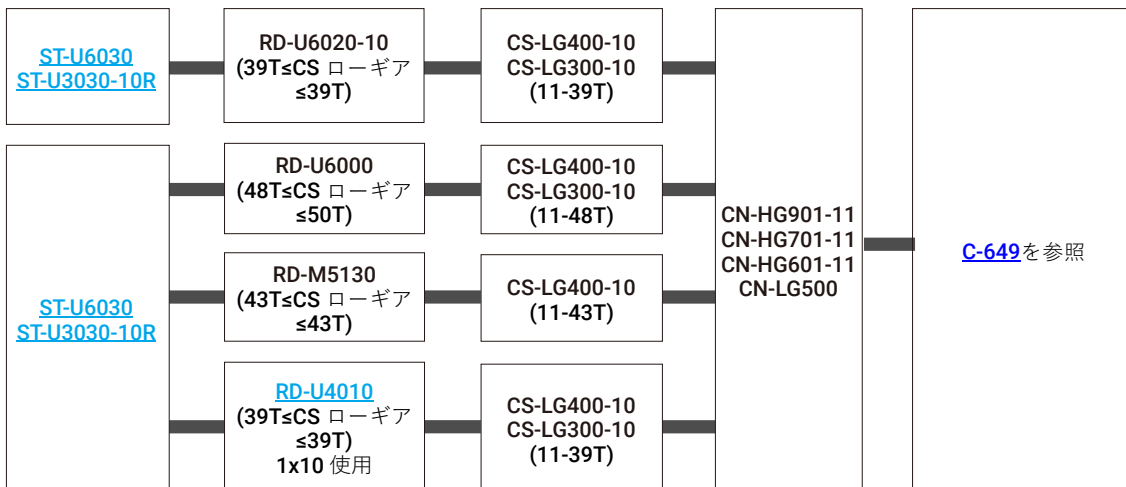 ST-U6030
ST-U3030-10R
RD-U6020-10
(39T≤CS ローギア
≤39T)
CS-LG400-10
CS-LG300-10
(11-39T)
ST-U6030
ST-U3030-10R
RD-U6000
(48T≤CS ローギア
≤50T)
CS-LG400-10
CS-LG300-10
(11-48T)
RD-M5130
(43T≤CS ローギア
≤43T)
CS-LG400-10
(11-43T)
RD-U4010
(39T≤CS ローギア
≤39T)
1x10 使用
CS-LG400-10
CS-LG300-10
(11-39T)
CN-HG901-11
CN-HG701-11
CN-HG601-11
CN-LG500
C-649を参照